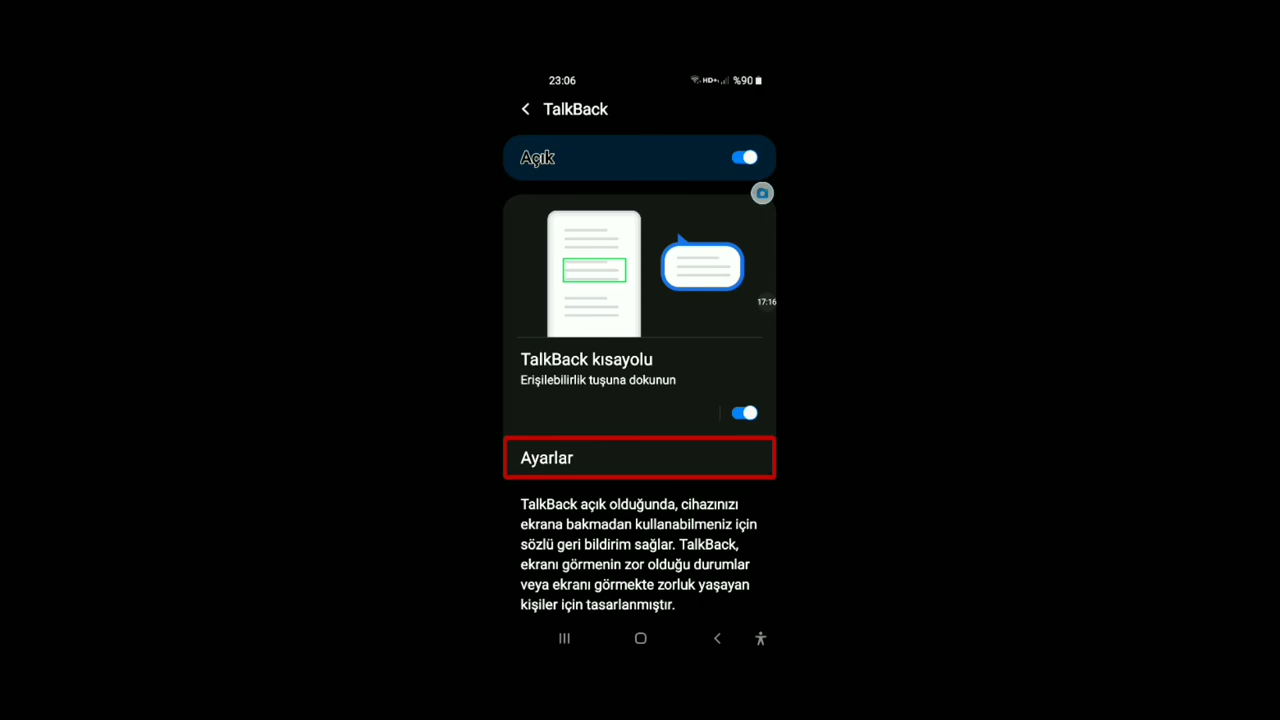 23:06 HD+ %90
TalkBack
Açık
17:16
TalkBack kısayolu
Erişilebilirlik tuşuna dokunun
Ayarlar
TalkBack açık olduğunda, cihazınızı
ekrana bakmadan kullanabilmeniz için
sözlü geri bildirim sağlar. TalkBack,
ekranı görmenin zor olduğu durumlar
veya ekranı görmekte zorluk yaşayan
kişiler için tasarlanmıştır.